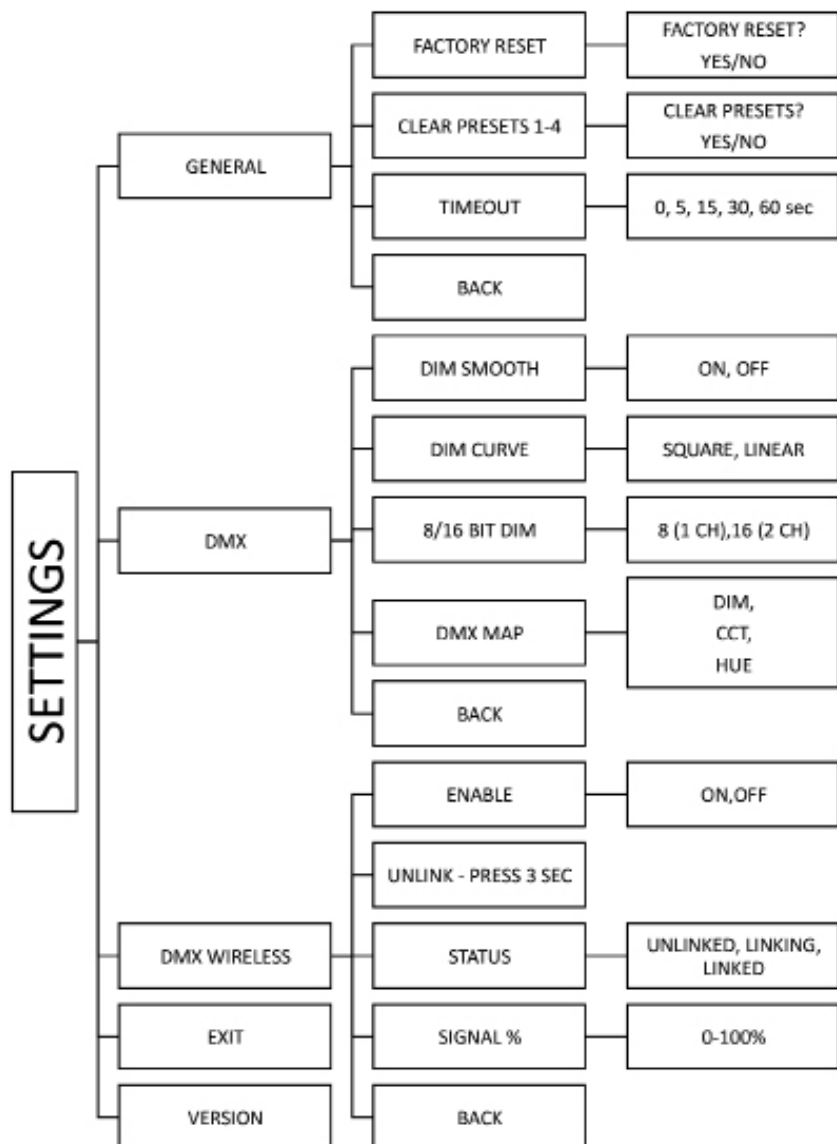 SETTINGS
GENERAL
FACTORY RESET
FACTORY RESET?
YES/NO
CLEAR PRESETS 1-4
CLEAR PRESETS?
YES/NO
TIMEOUT
0, 5, 15, 30, 60 sec
BACK
DMX
DIM SMOOTH
ON, OFF
DIM CURVE
SQUARE, LINEAR
8/16 BIT DIM
8 (1 CH),16 (2 CH)
DMX MAP
DIM,
CCT,
HUE
BACK
DMX WIRELESS
ENABLE
ON,OFF
UNLINK - PRESS 3 SEC
STATUS
UNLINKED, LINKING,
LINKED
SIGNAL %
0-100%
BACK
EXIT
VERSION